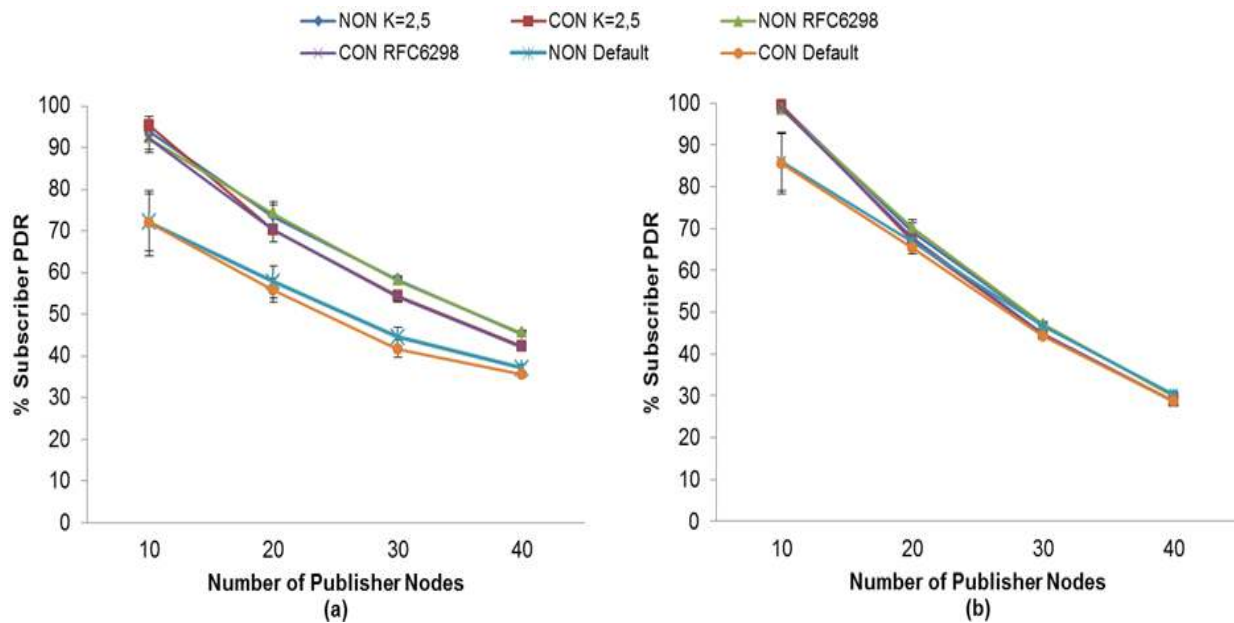 NON K=2,5 CON K=2,5 NON RFC6298
CON RFC6298 NON Default CON Default
% Subscriber PDR
100
90
80
70
60
50
40
30
20
10
0
10 20 30 40
Number of Publisher Nodes
(a)
% Subscriber PDR
100
90
80
70
60
50
40
30
20
10
0
10 20 30 40
Number of Publisher Nodes
(b)